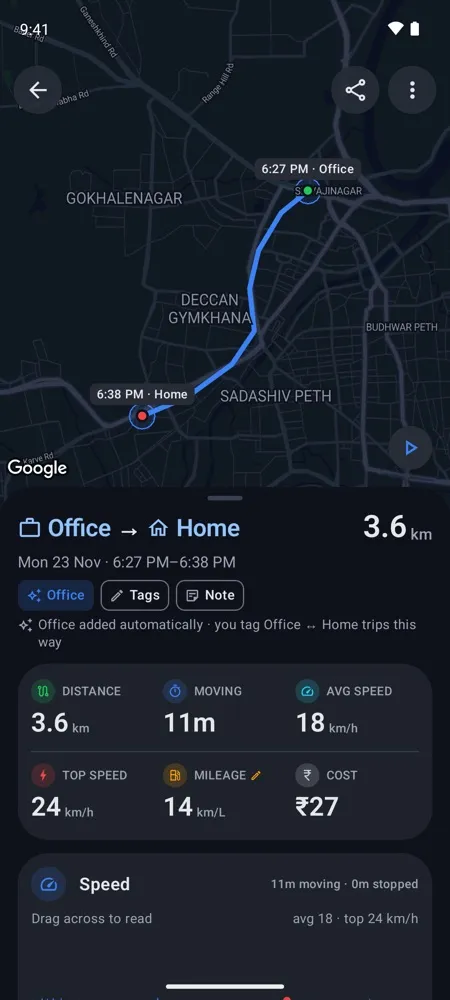 9:41
Ganeshkhind Rd
Range Hill Rd
6:27 PM · Office
GOKHALENAGAR
DECCAN
GYMKHANA
BUDHWAR PETH
6:38 PM · Home
SADASHIV PETH
Karve Rd
Google
Office → Home
3.6 km
Mon 23 Nov · 6:27 PM–6:38 PM
Office
Tags
Note
Office added automatically · you tag Office ↔ Home trips this
way
DISTANCE
MOVING
AVG SPEED
3.6 km
11m
18 km/h
TOP SPEED
MILEAGE
₹ COST
24 km/h
14 km/L
₹27
Speed
11m moving · 0m stopped
Drag across to read
avg 18 · top 24 km/h